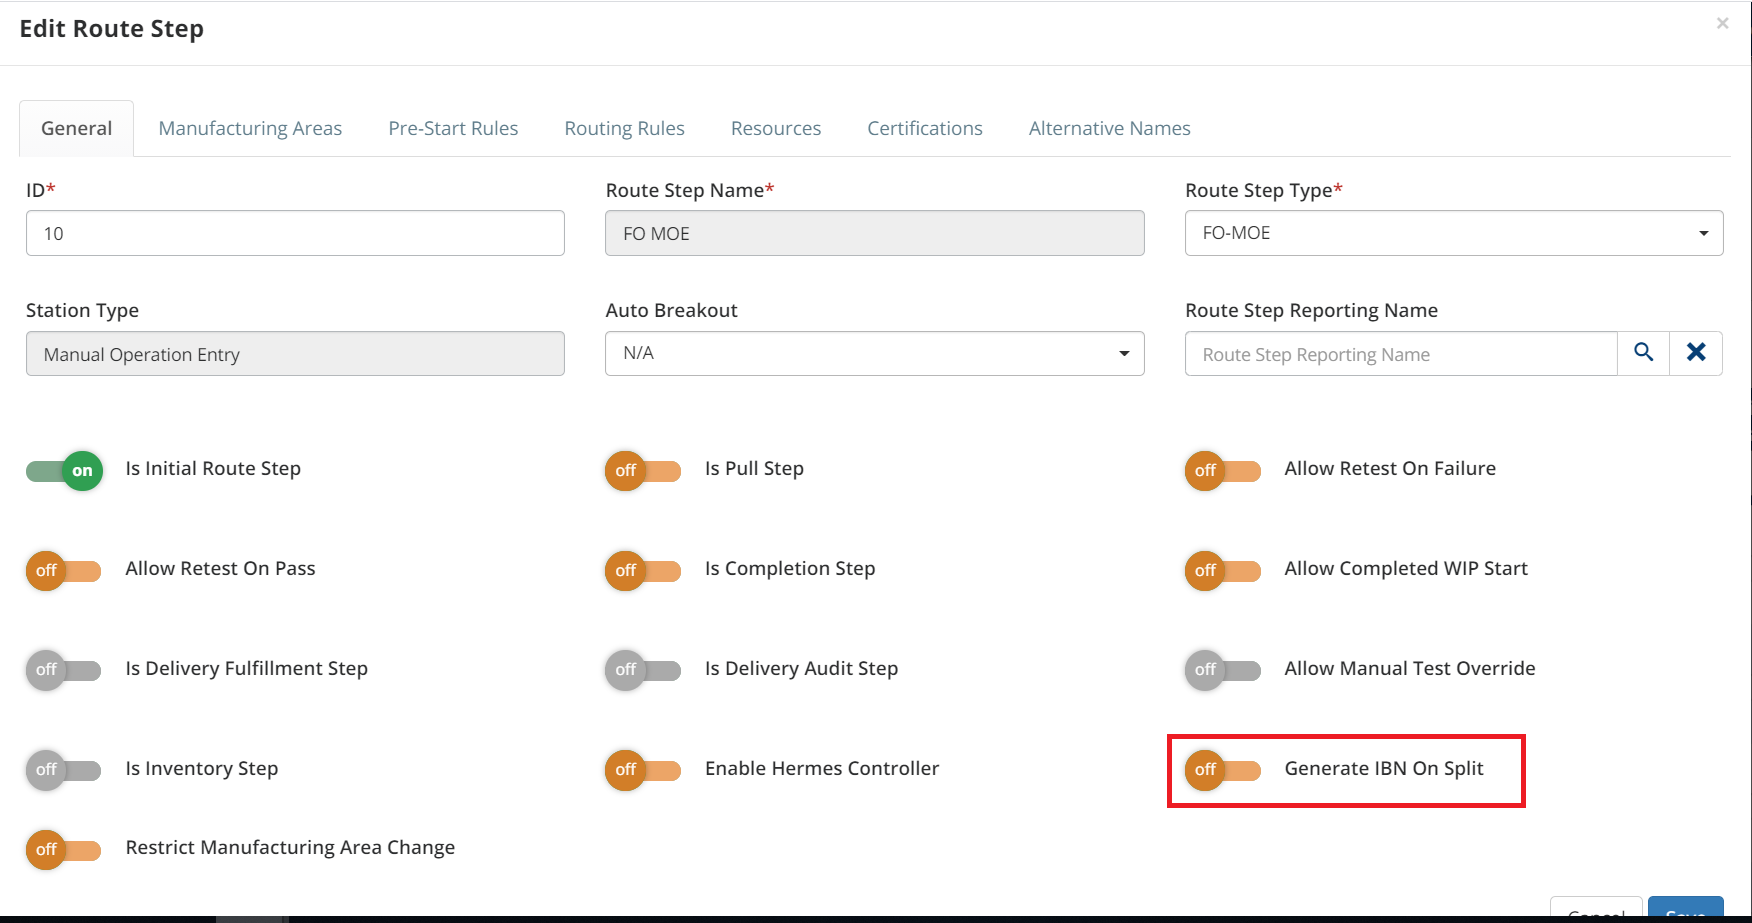 Edit Route Step
×
General Manufacturing Areas Pre-Start Rules Routing Rules Resources Certifications Alternative Names
ID* Route Step Name* Route Step Type*
10 FO MOE FO-MOE
Station Type Auto Breakout Route Step Reporting Name
Manual Operation Entry N/A Route Step Reporting Name
on Is Initial Route Step off Is Pull Step off Allow Retest On Failure
off Allow Retest On Pass off Is Completion Step off Allow Completed WIP Start
off Is Delivery Fulfillment Step off Is Delivery Audit Step off Allow Manual Test Override
off Is Inventory Step off Enable Hermes Controller off Generate IBN On Split
off Restrict Manufacturing Area Change
Cancel Save